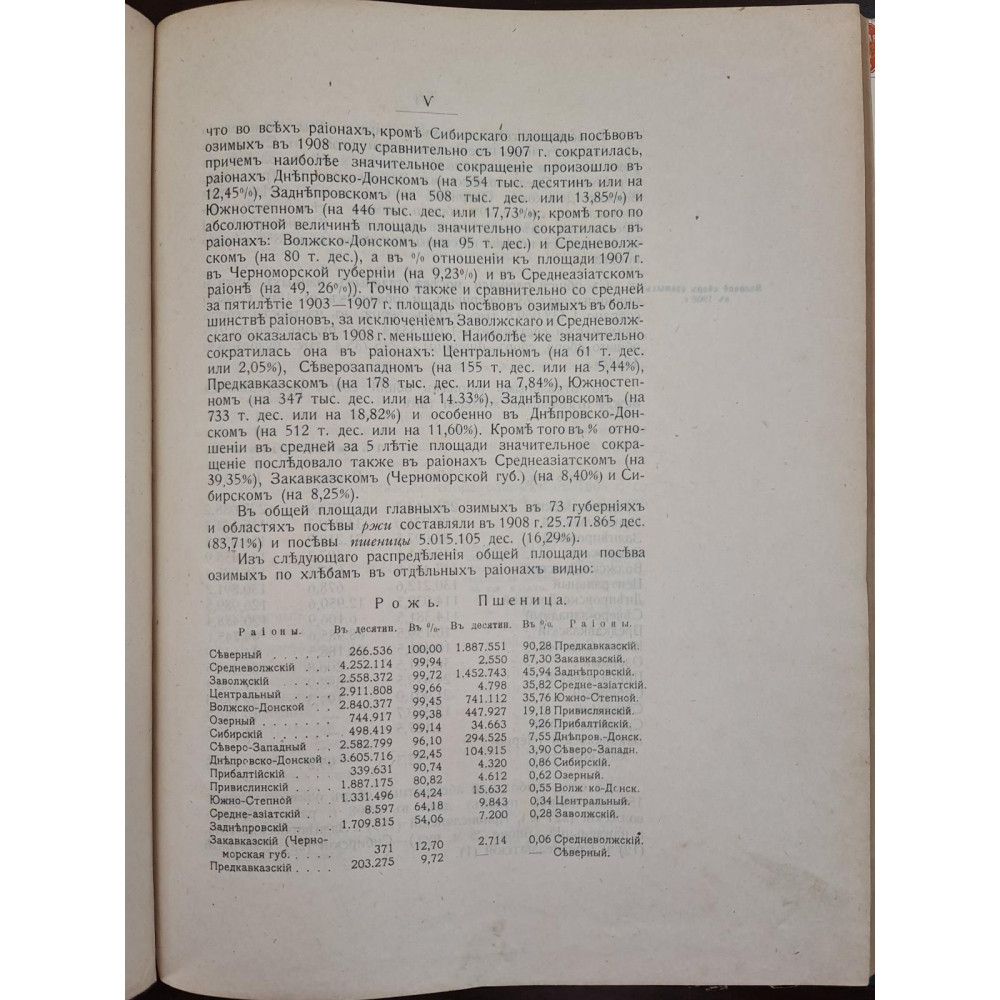 V
что во всѣхъ раіонахъ, кромѣ Сибирскаго площадь посѣвовъ
озимыхъ въ 1908 году сравнительно съ 1907 г. сократилась,
причемъ наиболѣе значительное сокращеніе произошло въ
раіонахъ Днѣпровско-Донскомъ (на 554 тыс. десятинъ или на
12,45%), Заднѣпровскомъ (на 508 тыс. дес. или 13,85%) и
Южностепномъ (на 446 тыс. дес. или 17,73%); кромѣ того по
абсолютной величинѣ площадь значительно сократилась въ
раіонахъ: Волжско-Донскомъ (на 95 т. дес.) и Средневолж-
скомъ (на 80 т. дес.), а въ % отношеніи къ площади 1907 г.
въ Черноморской губерніи (на 9,23%) и въ Среднеазіатскомъ
раіонѣ (на 49, 26%)). Точно также и сравнительно со средней
за пятилѣтіе 1903—1907 г. площадь посѣвовъ озимыхъ въ боль-
шинствѣ раіоновъ, за исключеніемъ Заволжскаго и Средневолж-
скаго оказалась въ 1908 г. меньшею. Наиболѣе же значительно
сократилась она въ раіонахъ: Центральномъ (на 61 т. дес.
или 2,05%), Сѣверозападномъ (на 155 т. дес. или на 5,44%),
Предкавказскомъ (на 178 тыс. дес. или на 7,84%), Южностеп-
номъ (на 347 тыс. дес. или на 14.33%), Заднѣпровскомъ (на
733 т. дес. или на 18,82%) и особенно въ Днѣпровско-Дон-
скомъ (на 512 т. дес. или на 11,60%). Кромѣ того въ % отно-
шеніи въ средней за 5 лѣтіе площади значительное сокра-
щеніе послѣдовало также въ раіонахъ Среднеазіатскомъ (на
39,35%), Закавказскомъ (Черноморской губ.) (на 8,40%) и Си-
бирскомъ (на 8,25%).
Въ общей площади главныхъ озимыхъ въ 73 губерніяхъ
и областяхъ посѣвы ржи составляли въ 1908 г. 25.771.865 дес.
(83,71%) и посѣвы пшеницы 5.015.105 дес. (16,29%).
Изъ слѣдующаго распредѣленія общей площади посѣва
озимыхъ по хлѣбамъ въ отдѣльныхъ раіонахъ видно:
Рожь. Пшеница.
Раіоны. Въ десятин. Въ %. Въ десятин. Въ %. Раіоны.
Сѣверный . . . . . . 266.536 100,00 1.887.551 90,28 Предкавказскій.
Средневолжскій . . . 4.252.114 99,94 2.550 87,30 Закавказскій.
Заволжскій . . . . 2.558.372 99,72 1.452.743 45,94 Заднѣпровскій.
Центральный . . . . 2.911.808 99,66 4.798 35,82 Средне-азіатскій.
Волжско-Донской . . 2.840.377 99,45 741.112 35,76 Южно-Степной.
Озерный . . . . . . . 744.917 99,38 447.927 19,18 Привислянскій.
Сибирскій . . . . . 498.419 99,14 34.663 9,26 Прибалтійскій.
Сѣверо-Западный . . 2.582.799 96,10 294.525 7,55 Днѣпров.-Донск.
Днѣпровско-Донской . 3.605.716 92,45 104.915 3,90 Сѣверо-Западн.
Прибалтійскій . . . . 339.631 90,74 4.320 0,86 Сибирскій.
Привислинскій . . . . 1.887.175 80,82 4.612 0,62 Озерный.
Южно-Степной . . . 1.331.496 64,24 15.632 0,55 Волж ко-Донск.
Средне-азіатскій . . 8.597 64,18 9.843 0,34 Центральный.
Заднѣпровскій . . . . 1.709.815 54,06 7.200 0,28 Заволжскій.
Закавказскій (Черно-
морская губ. . . . . 371 12,70 2.714 0,06 Средневолжскій.
Предкавказскій . . . . 203.275 9,72 — Сѣверный.